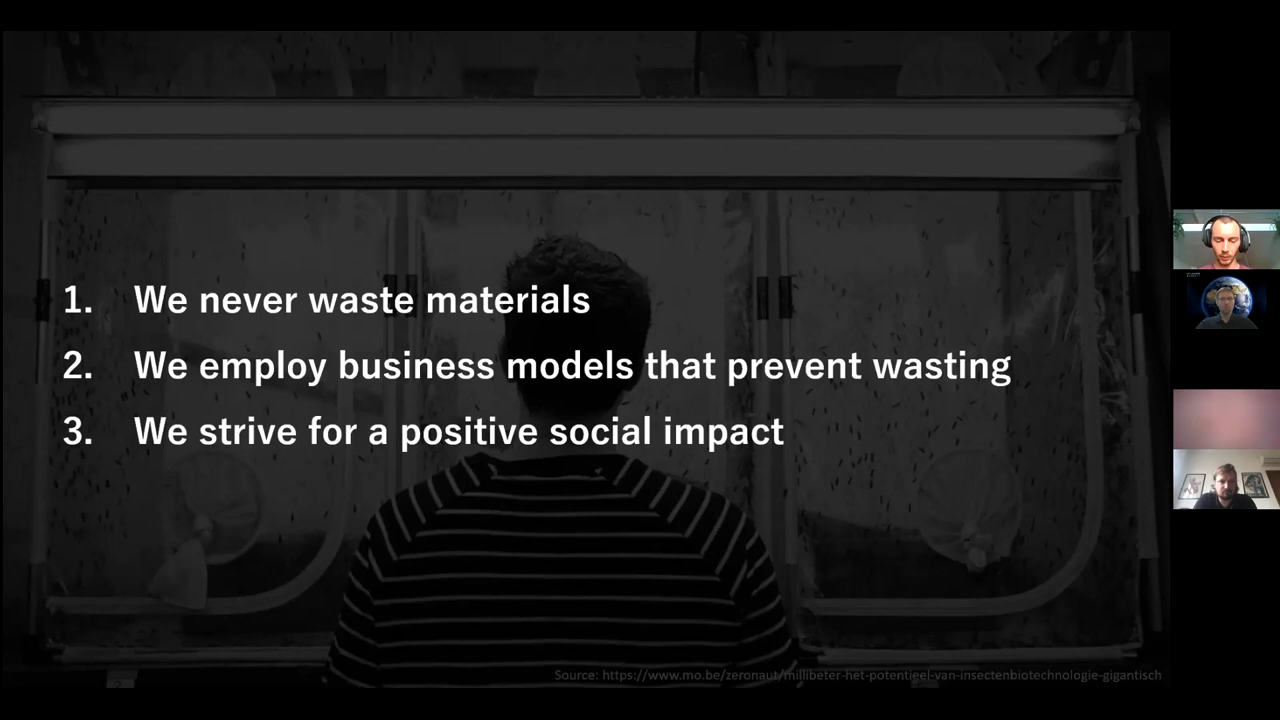 1. We never waste materials
2. We employ business models that prevent wasting
3. We strive for a positive social impact
Source: https://www.mo.be/zeronaut/millibeter-het-potentieel-van-insectenbiotechnologie-gigantisch